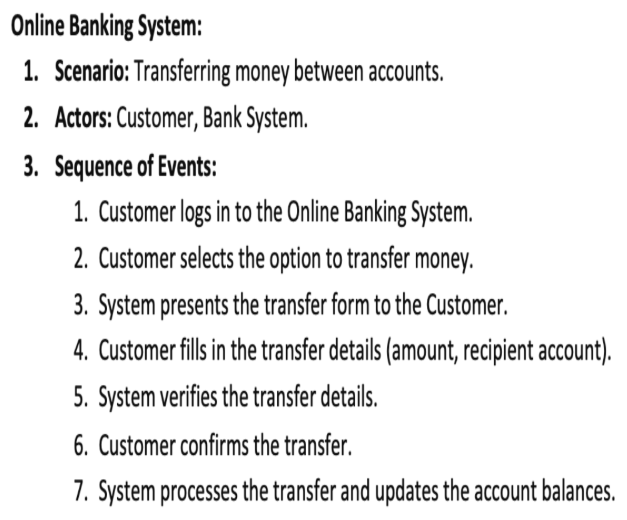 Online Banking System:
1. Scenario: Transferring money between accounts.
2. Actors: Customer, Bank System.
3. Sequence of Events:
1. Customer logs in to the Online Banking System.
2. Customer selects the option to transfer money.
3. System presents the transfer form to the Customer.
4. Customer fills in the transfer details (amount, recipient account).
5. System verifies the transfer details.
6. Customer confirms the transfer.
7. System processes the transfer and updates the account balances.